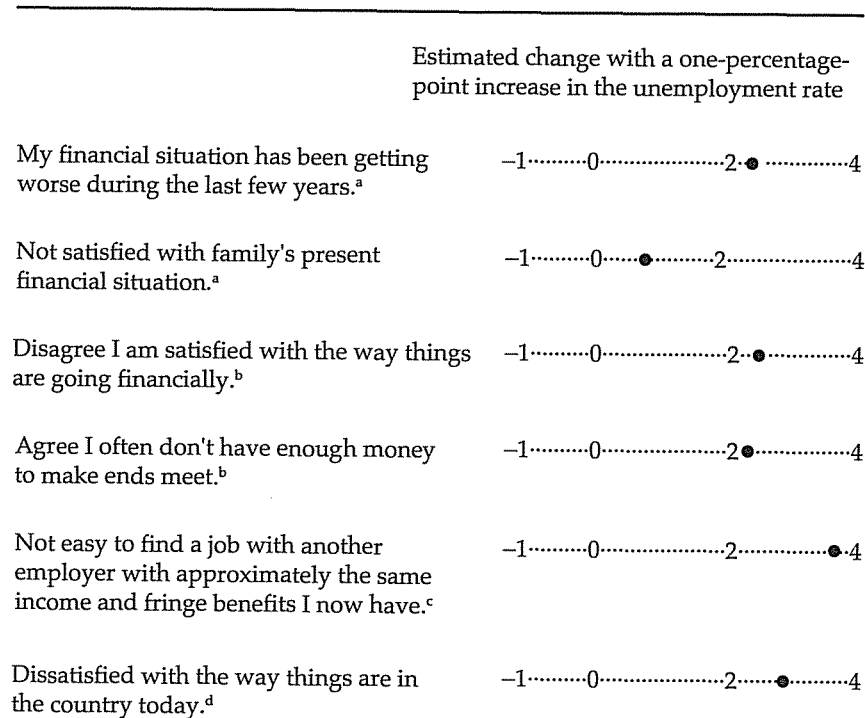 Estimated change with a one-percentage-
point increase in the unemployment rate
My financial situation has been getting
worse during the last few years.ᵃ
–1 0 2 4
Not satisfied with family's present
financial situation.ᵃ
–1 0 2 4
Disagree I am satisfied with the way things
are going financially.ᵇ
–1 0 2 4
Agree I often don't have enough money
to make ends meet.ᵇ
–1 0 2 4
Not easy to find a job with another
employer with approximately the same
income and fringe benefits I now have.ᶜ
–1 0 2 4
Dissatisfied with the way things are in
the country today.ᵈ
–1 0 2 4